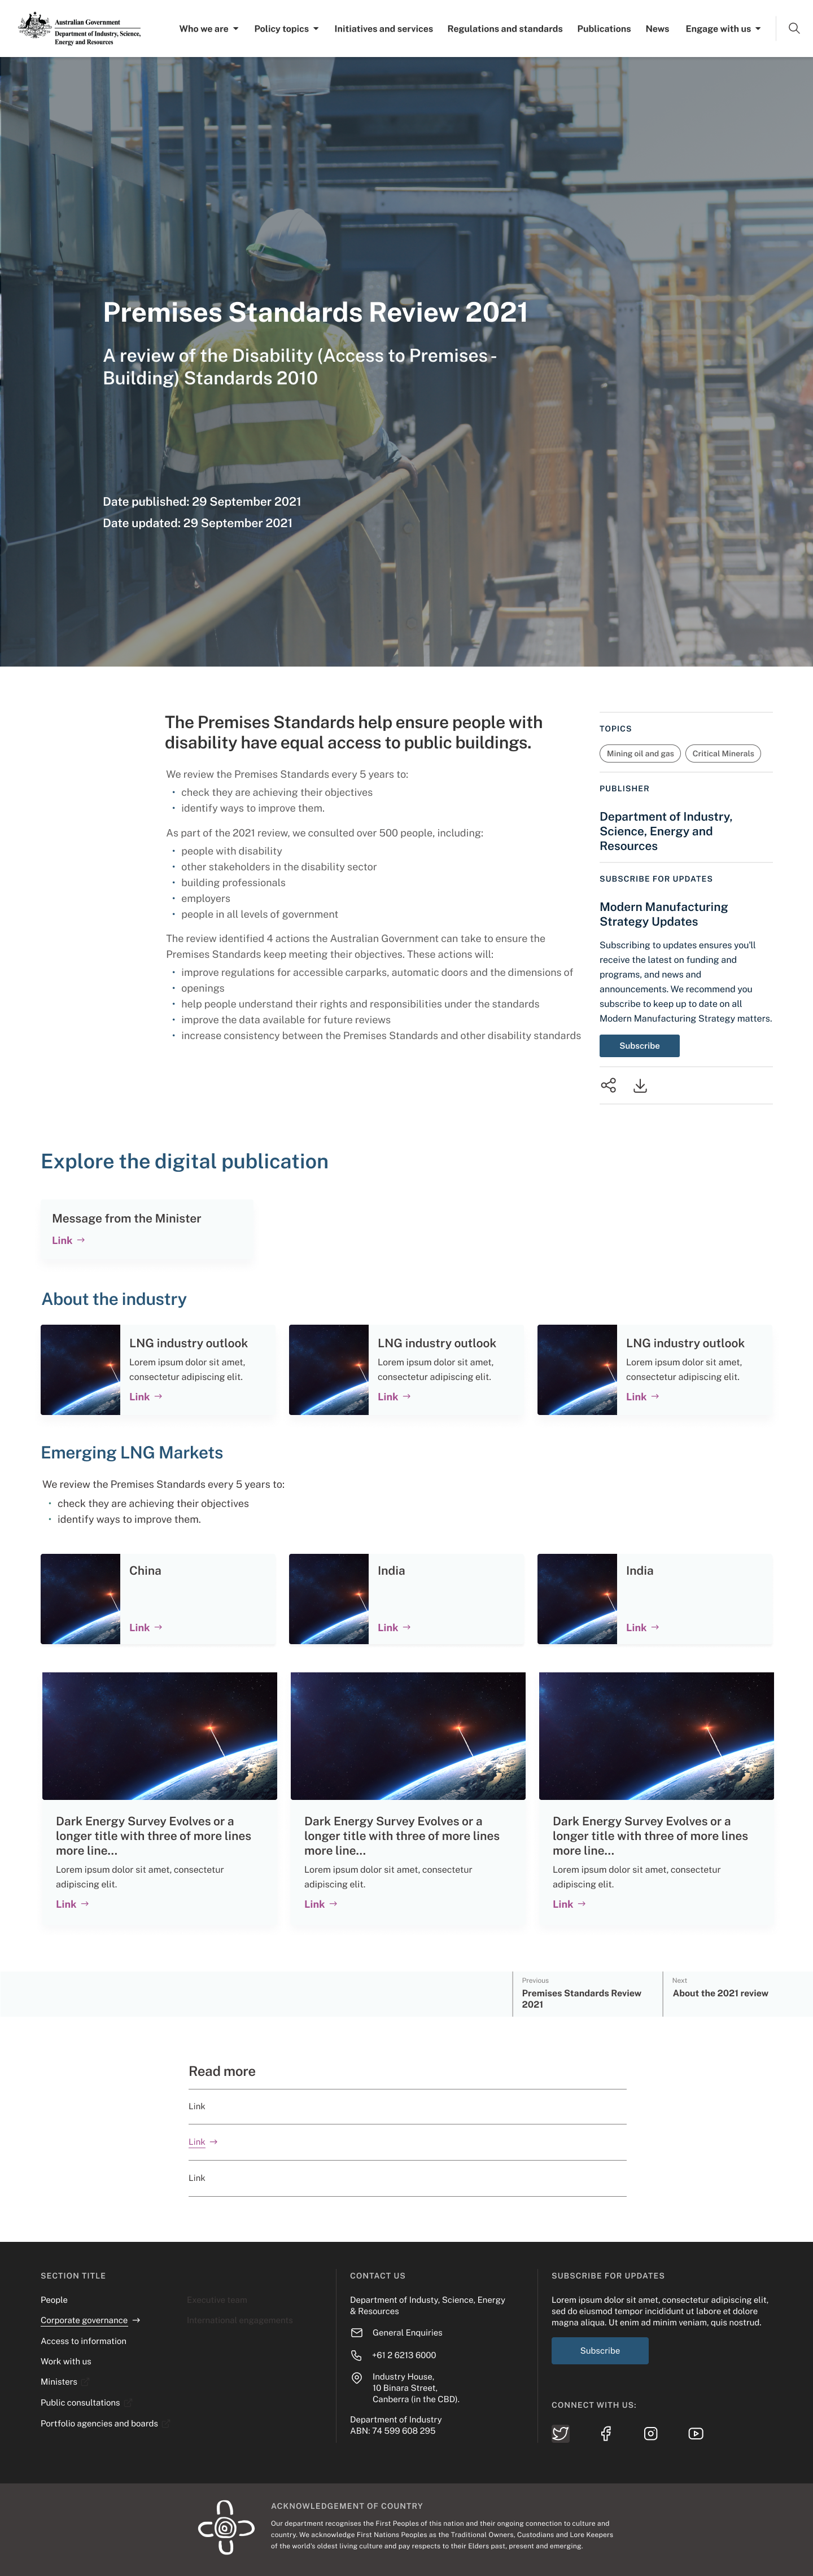 Australian Government
Department of Industry, Science,
Energy and Resources
Who we are
Policy topics
Initiatives and services
Regulations and standards
Publications
News
Engage with us
Premises Standards Review 2021
A review of the Disability (Access to Premises -
Building) Standards 2010
Date published: 29 September 2021
Date updated: 29 September 2021
The Premises Standards help ensure people with
disability have equal access to public buildings.
We review the Premises Standards every 5 years to:
• check they are achieving their objectives
• identify ways to improve them.
As part of the 2021 review, we consulted over 500 people, including:
• people with disability
• other stakeholders in the disability sector
• building professionals
• employers
• people in all levels of government
The review identified 4 actions the Australian Government can take to ensure the
Premises Standards keep meeting their objectives. These actions will:
• improve regulations for accessible carparks, automatic doors and the dimensions of
• openings
• help people understand their rights and responsibilities under the standards
• improve the data available for future reviews
• increase consistency between the Premises Standards and other disability standards
TOPICS
Mining oil and gas
Critical Minerals
PUBLISHER
Department of Industry,
Science, Energy and
Resources
SUBSCRIBE FOR UPDATES
Modern Manufacturing
Strategy Updates
Subscribing to updates ensures you'll
receive the latest on funding and
programs, and news and
announcements. We recommend you
subscribe to keep up to date on all
Modern Manufacturing Strategy matters.
Subscribe
Explore the digital publication
Message from the Minister
Link
About the industry
LNG industry outlook
Lorem ipsum dolor sit amet,
consectetur adipiscing elit.
Link
LNG industry outlook
Lorem ipsum dolor sit amet,
consectetur adipiscing elit.
Link
LNG industry outlook
Lorem ipsum dolor sit amet,
consectetur adipiscing elit.
Link
Emerging LNG Markets
We review the Premises Standards every 5 years to:
• check they are achieving their objectives
• identify ways to improve them.
China
Link
India
Link
India
Link
Dark Energy Survey Evolves or a
longer title with three of more lines
more line...
Lorem ipsum dolor sit amet, consectetur
adipiscing elit.
Link
Dark Energy Survey Evolves or a
longer title with three of more lines
more line...
Lorem ipsum dolor sit amet, consectetur
adipiscing elit.
Link
Dark Energy Survey Evolves or a
longer title with three of more lines
more line...
Lorem ipsum dolor sit amet, consectetur
adipiscing elit.
Link
Previous
Premises Standards Review
2021
Next
About the 2021 review
Read more
Link
Link
Link
SECTION TITLE
People
Corporate governance
Access to information
Work with us
Ministers
Public consultations
Portfolio agencies and boards
Executive team
International engagements
CONTACT US
Department of Industy, Science, Energy
& Resources
General Enquiries
+61 2 6213 6000
Industry House,
10 Binara Street,
Canberra (in the CBD).
Department of Industry
ABN: 74 599 608 295
SUBSCRIBE FOR UPDATES
Lorem ipsum dolor sit amet, consectetur adipiscing elit,
sed do eiusmod tempor incididunt ut labore et dolore
magna aliqua. Ut enim ad minim veniam, quis nostrud.
Subscribe
CONNECT WITH US:
ACKNOWLEDGEMENT OF COUNTRY
Our department recognises the First Peoples of this nation and their ongoing connection to culture and
country. We acknowledge First Nations Peoples as the Traditional Owners, Custodians and Lore Keepers
of the world's oldest living culture and pay respects to their Elders past, present and emerging.